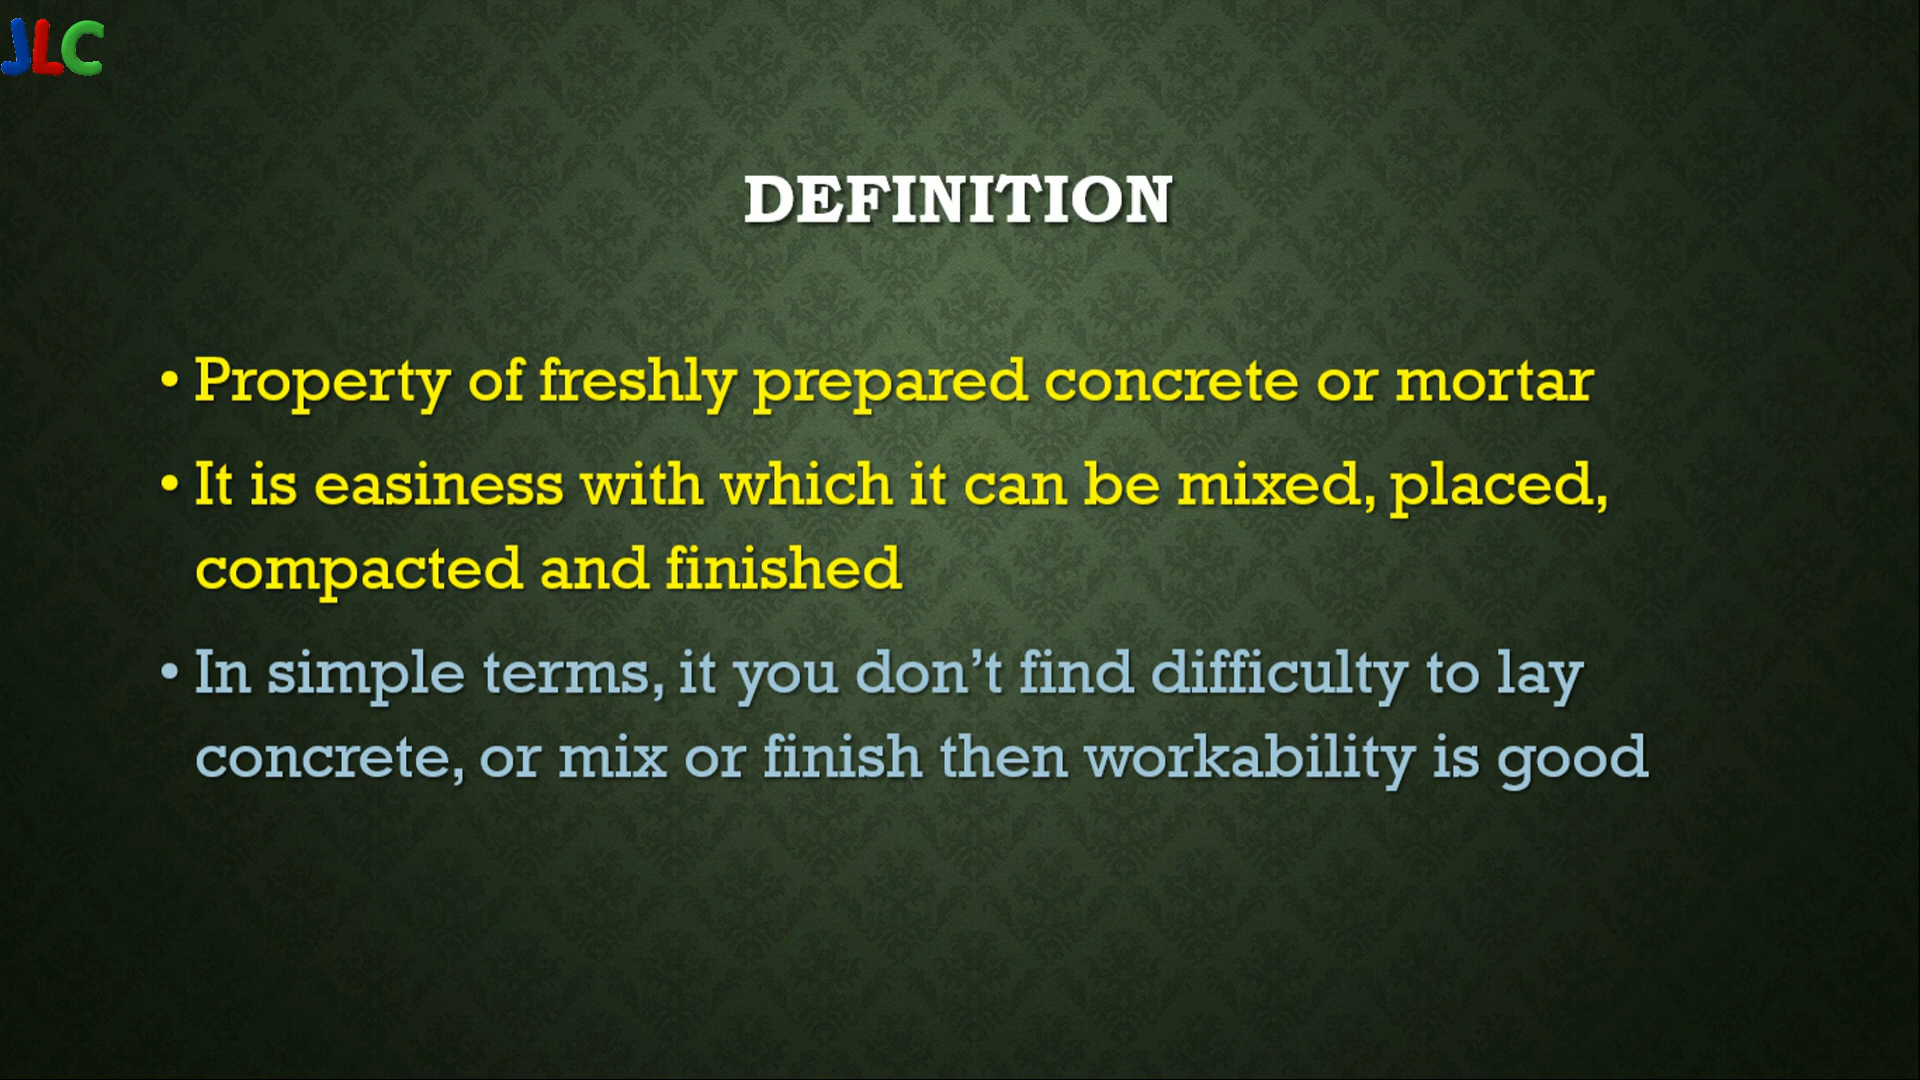 JLC
DEFINITION
• Property of freshly prepared concrete or mortar
• It is easiness with which it can be mixed, placed,
compacted and finished
• In simple terms, it you don’t find difficulty to lay
concrete, or mix or finish then workability is good